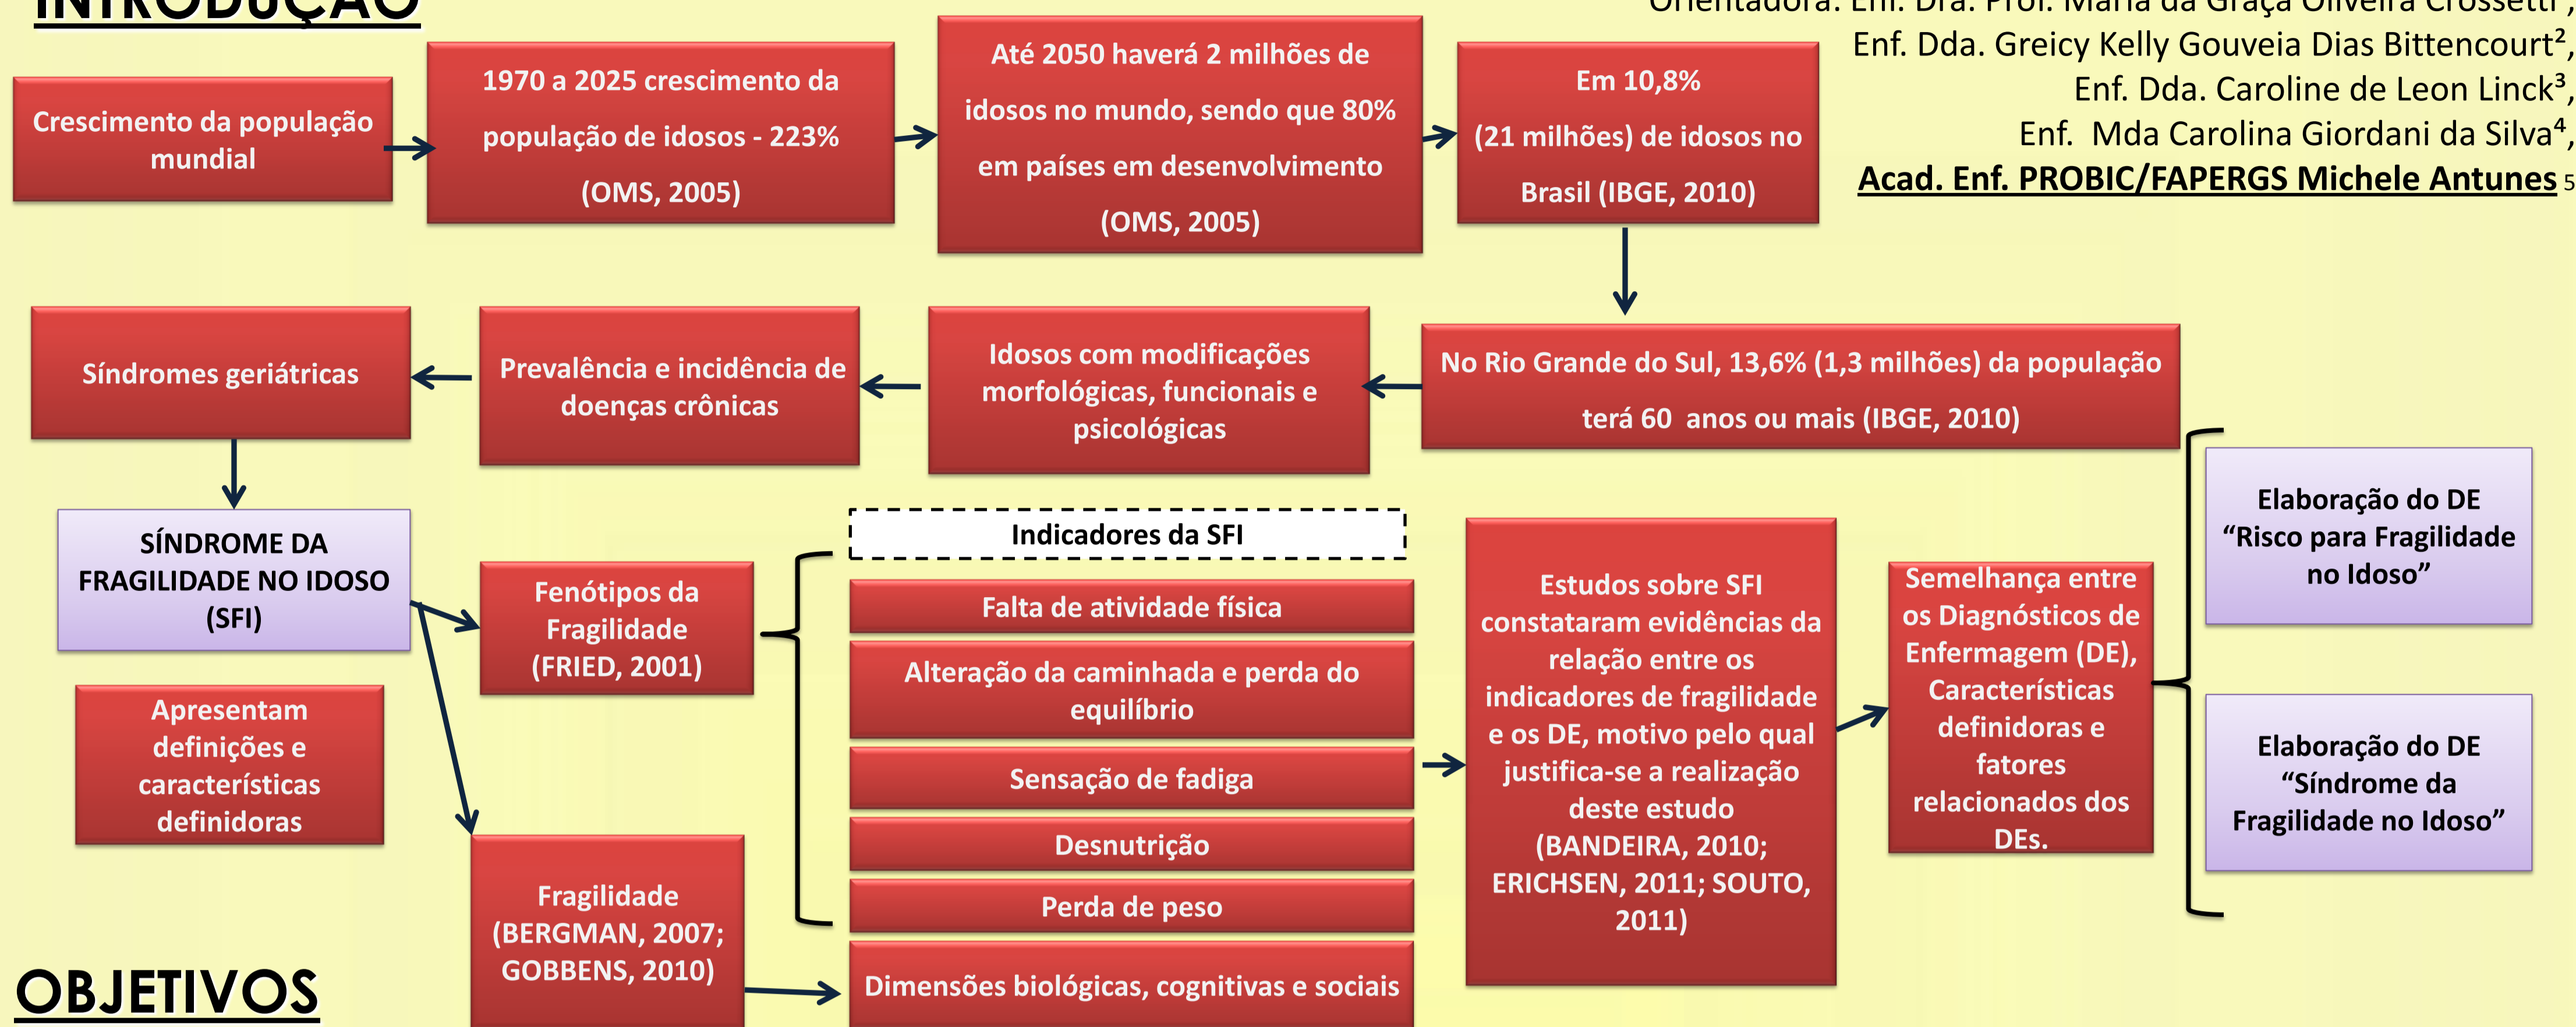 INTRODUÇÃO
Orientadora: Enf. Dra. Prof. Maria da Graça Oliveira Crossetti¹,
Enf. Dda. Greicy Kelly Gouveia Dias Bittencourt²,
Enf. Dda. Caroline de Leon Linck³,
Enf. Mda Carolina Giordani da Silva⁴,
Acad. Enf. PROBIC/FAPERGS Michele Antunes 5
Crescimento da população
mundial
1970 a 2025 crescimento da
população de idosos - 223%
(OMS, 2005)
Até 2050 haverá 2 milhões de
idosos no mundo, sendo que 80%
em países em desenvolvimento
(OMS, 2005)
Em 10,8%
(21 milhões) de idosos no
Brasil (IBGE, 2010)
No Rio Grande do Sul, 13,6% (1,3 milhões) da população
terá 60 anos ou mais (IBGE, 2010)
Idosos com modificações
morfológicas, funcionais e
psicológicas
Prevalência e incidência de
doenças crônicas
Síndromes geriátricas
SÍNDROME DA
FRAGILIDADE NO IDOSO
(SFI)
Apresentam
definições e
características
definidoras
Fenótipos da
Fragilidade
(FRIED, 2001)
Fragilidade
(BERGMAN, 2007;
GOBBENS, 2010)
Indicadores da SFI
Falta de atividade física
Alteração da caminhada e perda do
equilíbrio
Sensação de fadiga
Desnutrição
Perda de peso
Dimensões biológicas, cognitivas e sociais
Estudos sobre SFI
constataram evidências da
relação entre os
indicadores de fragilidade
e os DE, motivo pelo qual
justifica-se a realização
deste estudo
(BANDEIRA, 2010;
ERICHSEN, 2011; SOUTO,
2011)
Semelhança entre
os Diagnósticos de
Enfermagem (DE),
Características
definidoras e
fatores
relacionados dos
DEs.
Elaboração do DE
“Risco para Fragilidade
no Idoso”
Elaboração do DE
“Síndrome da
Fragilidade no Idoso”
OBJETIVOS